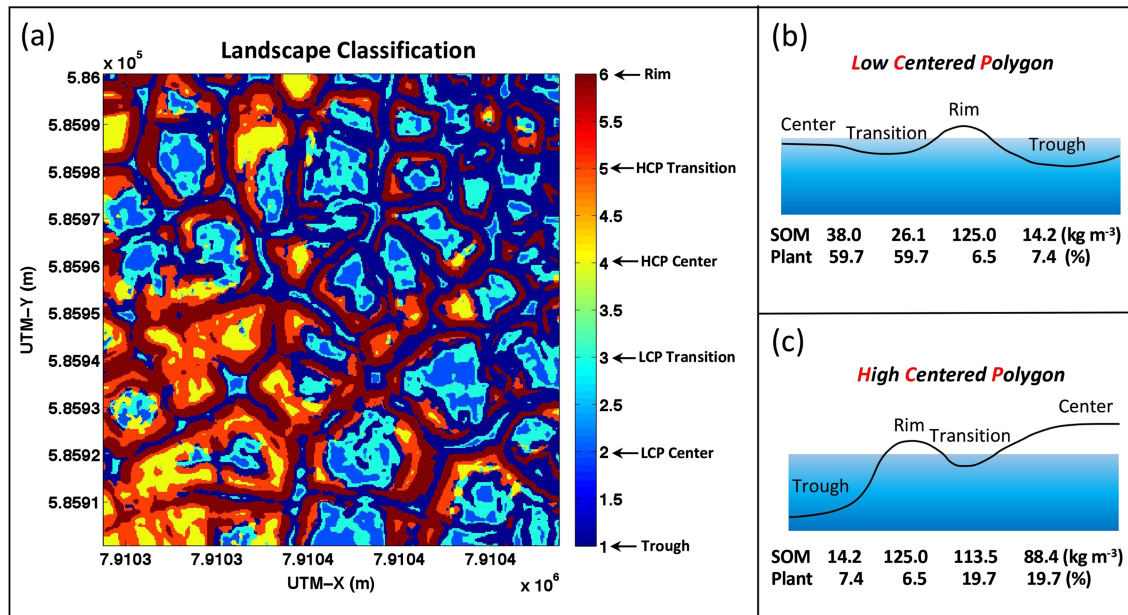 (a)
Landscape Classification
x 10⁵
5.86
5.8599
5.8598
5.8597
5.8596
5.8595
5.8594
5.8593
5.8592
5.8591
UTM–Y (m)
7.9103 7.9103 7.9104 7.9104 7.9104
UTM–X (m)
x 10⁶
6 Rim
5.5
5 HCP Transition
4.5
4 HCP Center
3.5
3 LCP Transition
2.5
2 LCP Center
1.5
1 Trough
(b)
Low Centered Polygon
Center Transition Rim Trough
SOM 38.0 26.1 125.0 14.2 (kg m⁻³)
Plant 59.7 59.7 6.5 7.4 (%)
(c)
High Centered Polygon
Trough Rim Transition Center
SOM 14.2 125.0 113.5 88.4 (kg m⁻³)
Plant 7.4 6.5 19.7 19.7 (%)